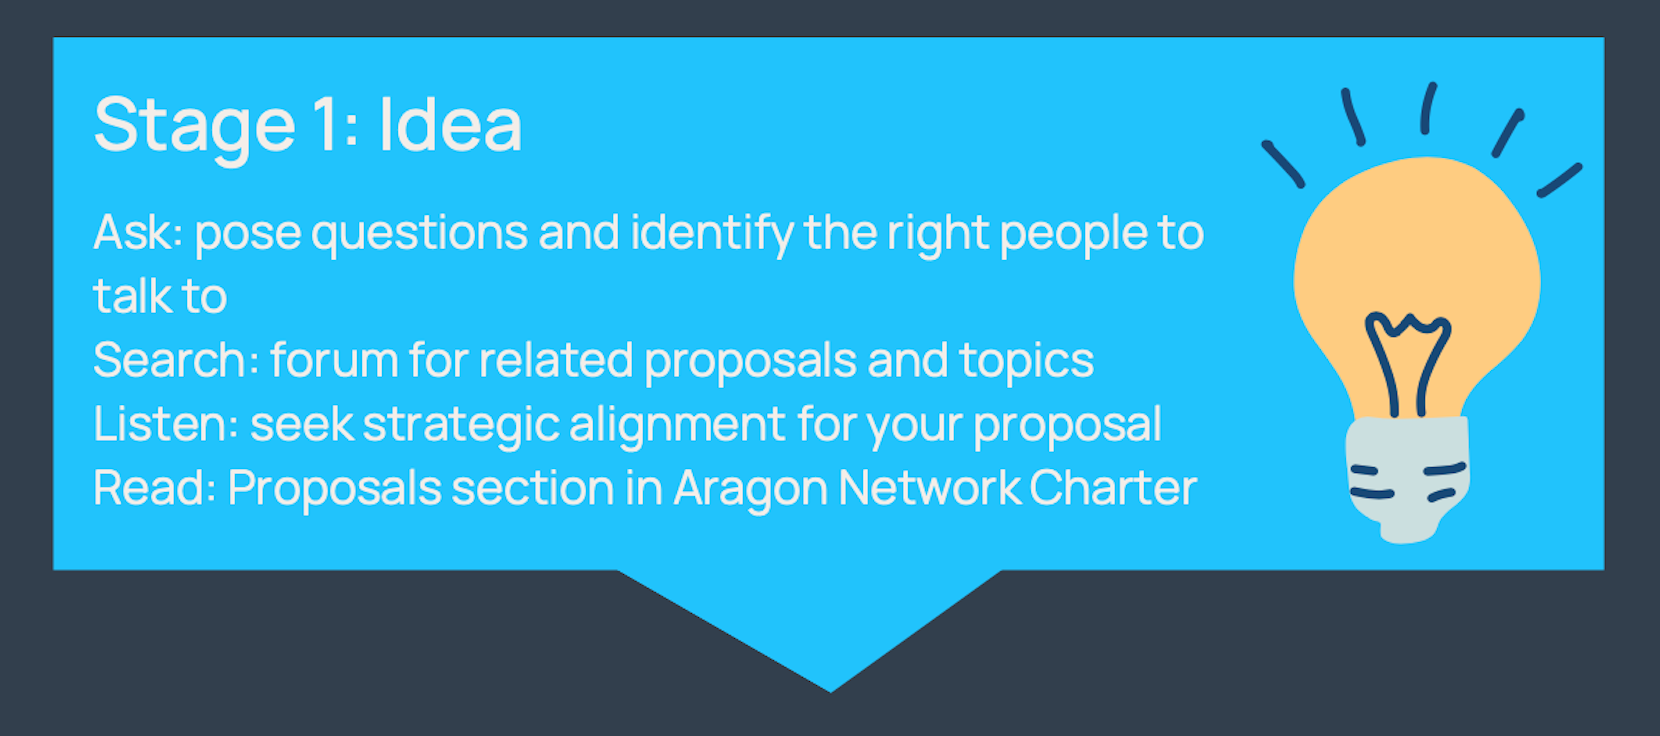 Stage 1: Idea
Ask: pose questions and identify the right people to
talk to
Search: forum for related proposals and topics
Listen: seek strategic alignment for your proposal
Read: Proposals section in Aragon Network Charter